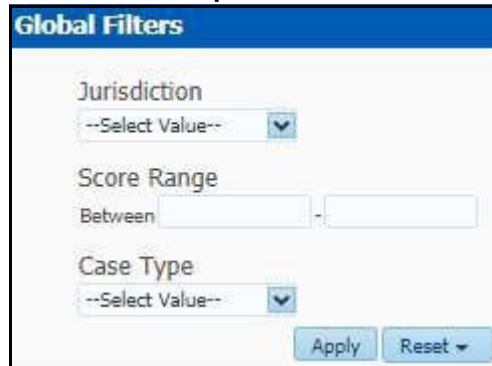 Global Filters
Jurisdiction
--Select Value--
Score Range
Between -
Case Type
--Select Value--
Apply Reset